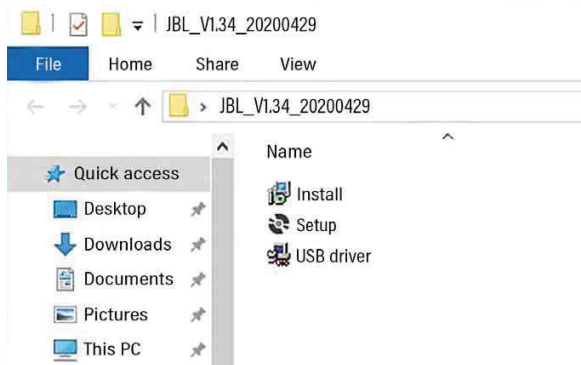 JBL_V1.34_20200429
File Home Share View
JBL_V1.34_20200429
Quick access
Desktop
Downloads
Documents
Pictures
This PC
Name
Install
Setup
USB driver